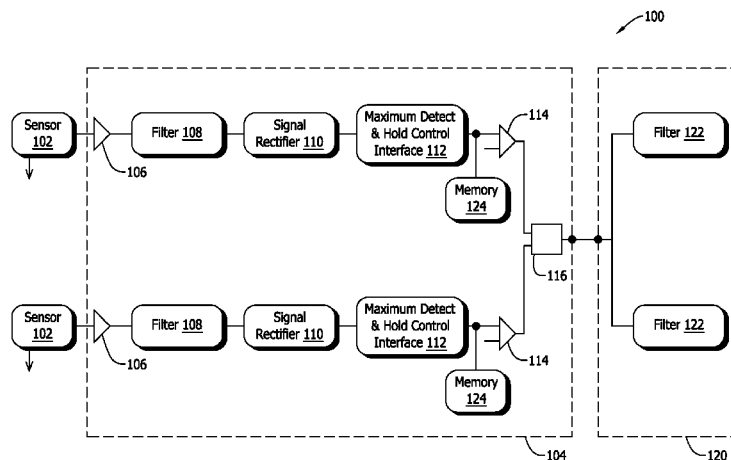 100
Sensor
102
106
Filter 108
Signal
Rectifier 110
Maximum Detect
& Hold Control
Interface 112
114
Memory
124
Filter 122
116
Sensor
102
106
Filter 108
Signal
Rectifier 110
Maximum Detect
& Hold Control
Interface 112
114
Memory
124
Filter 122
104
120